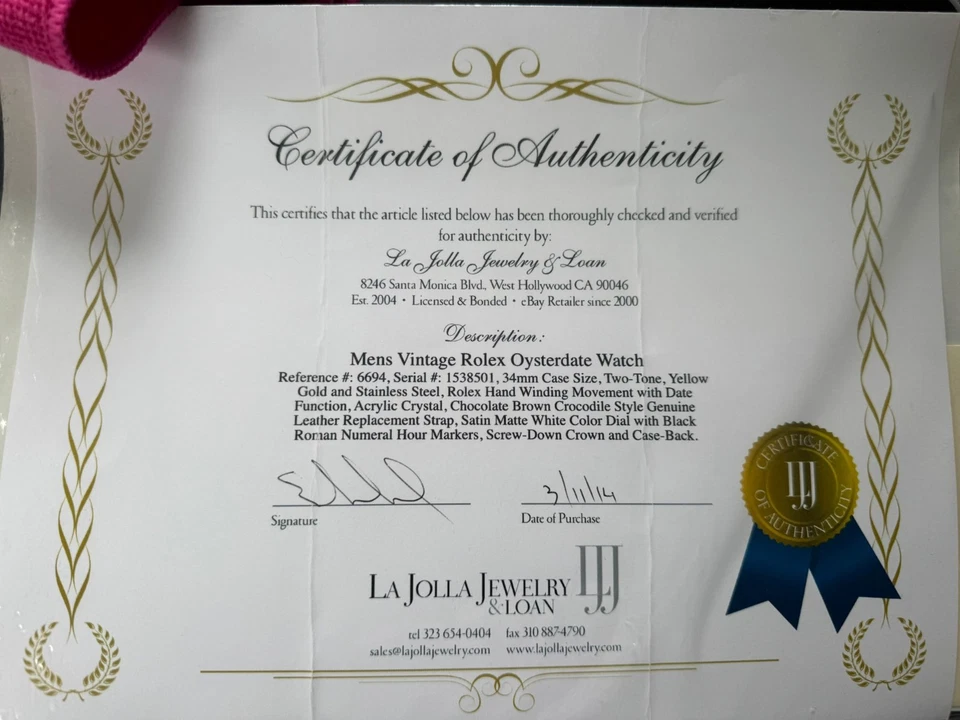 Certificate of Authenticity
This certifies that the article listed below has been thoroughly checked and verified
for authenticity by:
La Jolla Jewelry & Loan
8246 Santa Monica Blvd., West Hollywood CA 90046
Est. 2004 • Licensed & Bonded • eBay Retailer since 2000
Description:
Mens Vintage Rolex Oysterdate Watch
Reference #: 6694, Serial #: 1538501, 34mm Case Size, Two-Tone, Yellow
Gold and Stainless Steel, Rolex Hand Winding Movement with Date
Function, Acrylic Crystal, Chocolate Brown Crocodile Style Genuine
Leather Replacement Strap, Satin Matte White Color Dial with Black
Roman Numeral Hour Markers, Screw-Down Crown and Case-Back.
3/11/14
Signature
Date of Purchase
CERTIFICATE
LJJ
OF AUTHENTICITY
LA JOLLA JEWELRY
& LOAN
LJJ
tel 323 654-0404 fax 310 887-4790
sales@lajollajewelry.com www.lajollajewelry.com